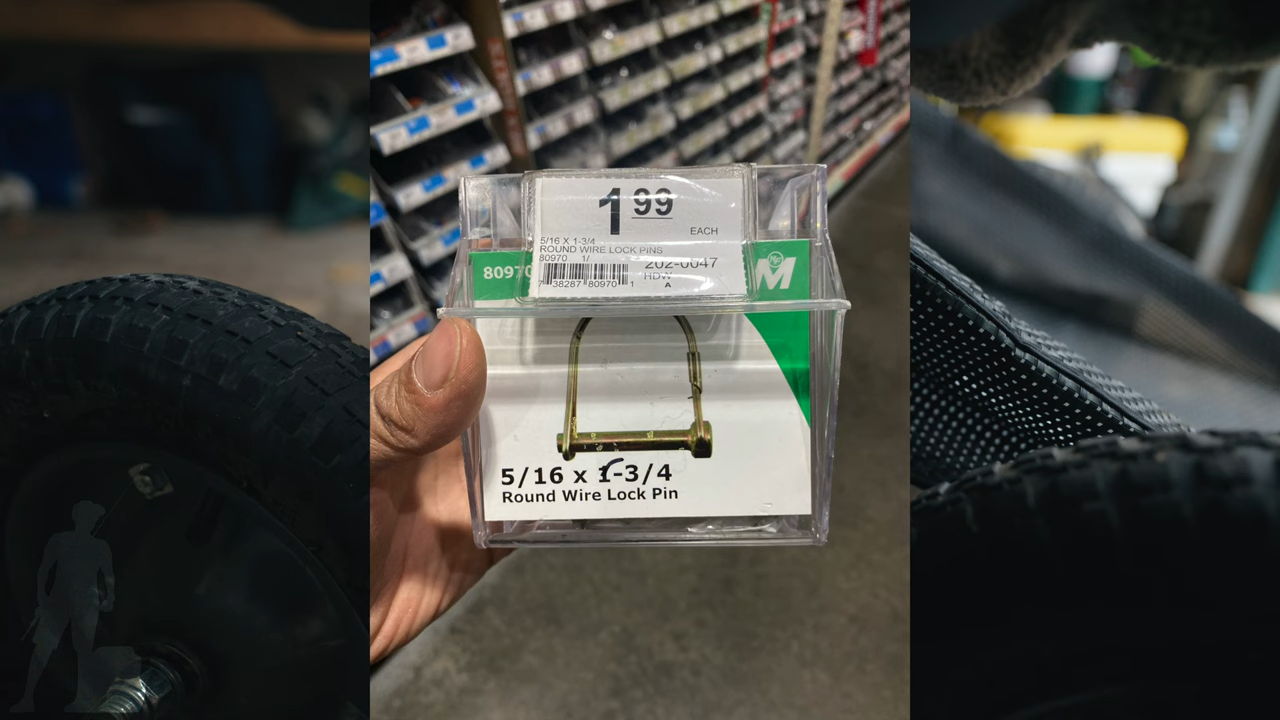 1 99
EACH
5/16 X 1-3/4
ROUND WIRE LOCK PINS
80970 1/
202-0047
HDW
A
7 38287 80970 1
80970
M
5/16 x 1-3/4
Round Wire Lock Pin